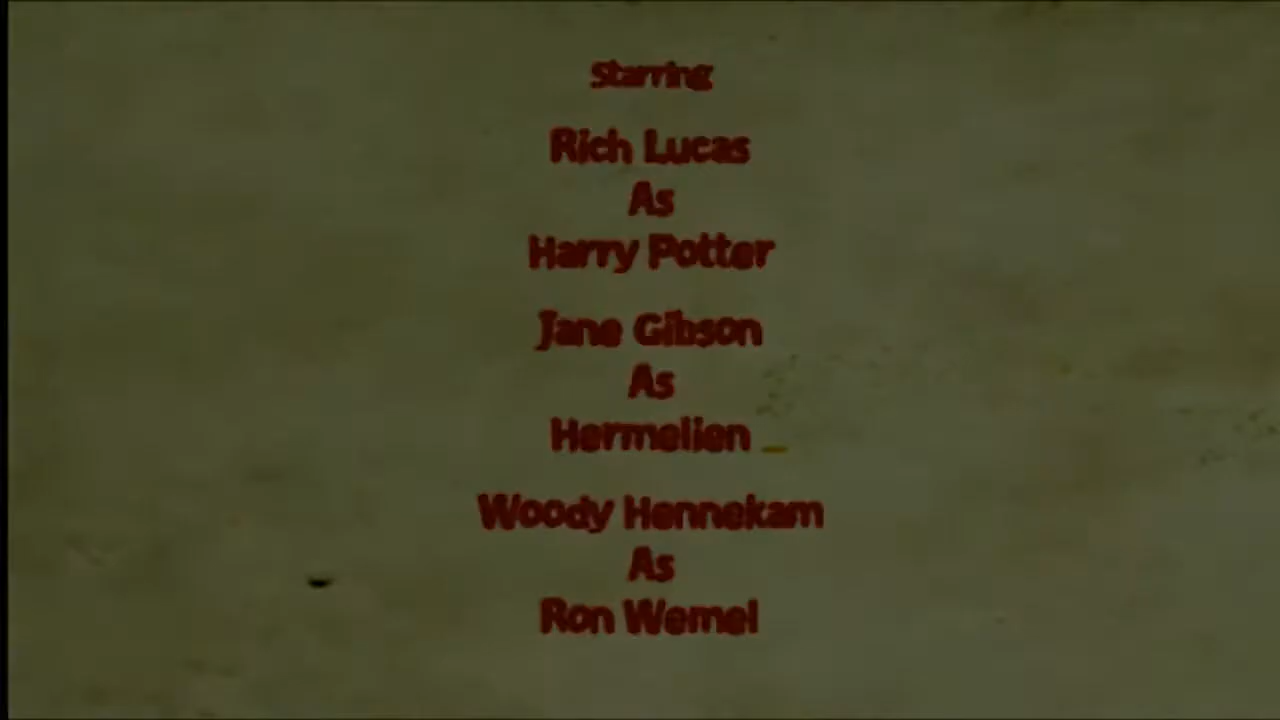 Starring
Rich Lucas
As
Harry Potter
Jane Gibson
As
Hermelien
Woody Hennekam
As
Ron Wemel